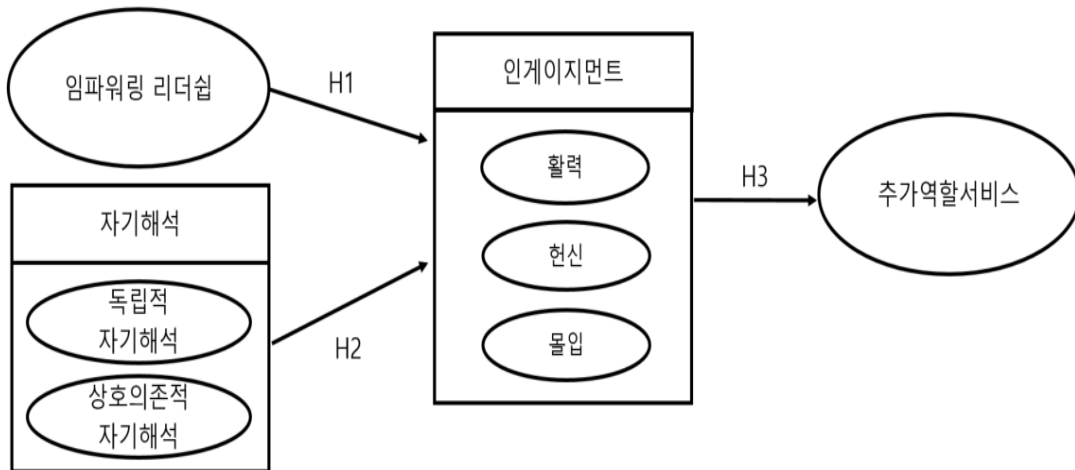 임파워링 리더쉽
H1
자기해석
독립적
자기해석
상호의존적
자기해석
H2
인게이지먼트
활력
헌신
몰입
H3
추가역할서비스